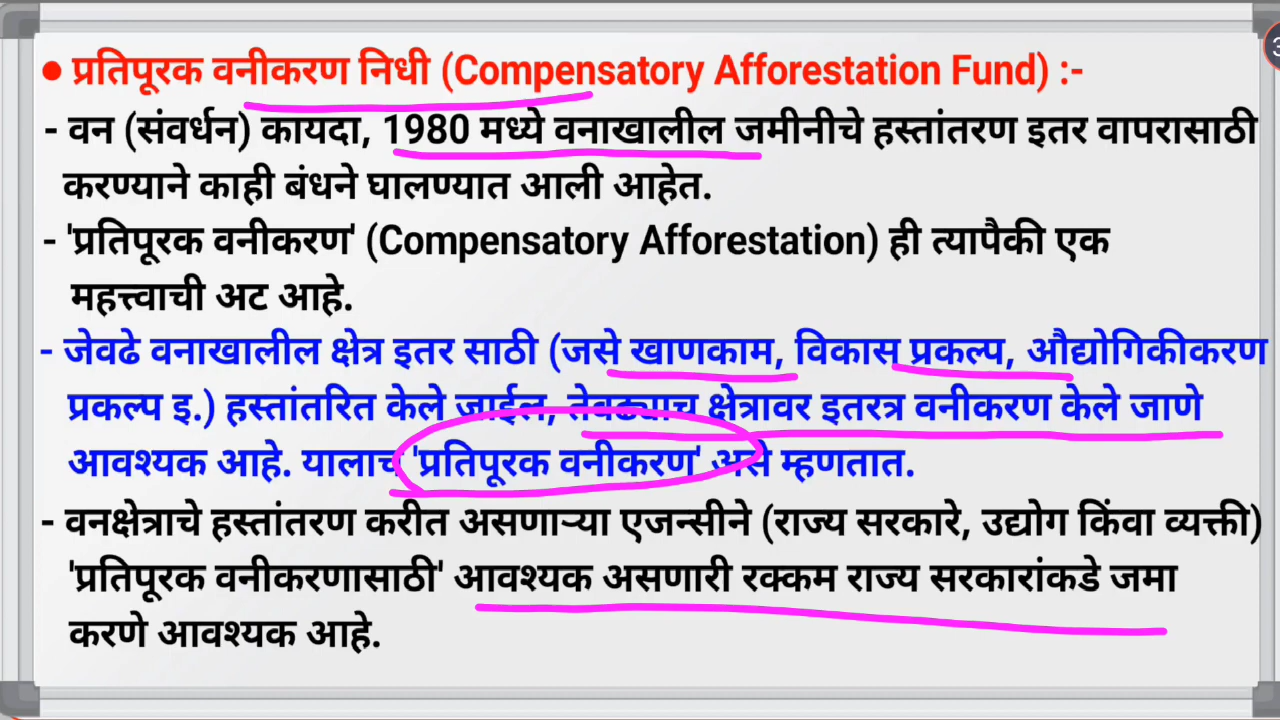 ● प्रतिपूरक वनीकरण निधी (Compensatory Afforestation Fund) :-
- वन (संवर्धन) कायदा, 1980 मध्ये वनाखालील जमीनीचे हस्तांतरण इतर वापरासाठी
करण्याने काही बंधने घालण्यात आली आहेत.
- 'प्रतिपूरक वनीकरण' (Compensatory Afforestation) ही त्यापैकी एक
महत्त्वाची अट आहे.
- जेवढे वनाखालील क्षेत्र इतर साठी (जसे खाणकाम, विकास प्रकल्प, औद्योगिकीकरण
प्रकल्प इ.) हस्तांतरित केले जाईल, तेवढ्याच क्षेत्रावर इतरत्र वनीकरण केले जाणे
आवश्यक आहे. यालाच 'प्रतिपूरक वनीकरण' असे म्हणतात.
- वनक्षेत्राचे हस्तांतरण करीत असणाऱ्या एजन्सीने (राज्य सरकारे, उद्योग किंवा व्यक्ती)
'प्रतिपूरक वनीकरणासाठी' आवश्यक असणारी रक्कम राज्य सरकारांकडे जमा
करणे आवश्यक आहे.